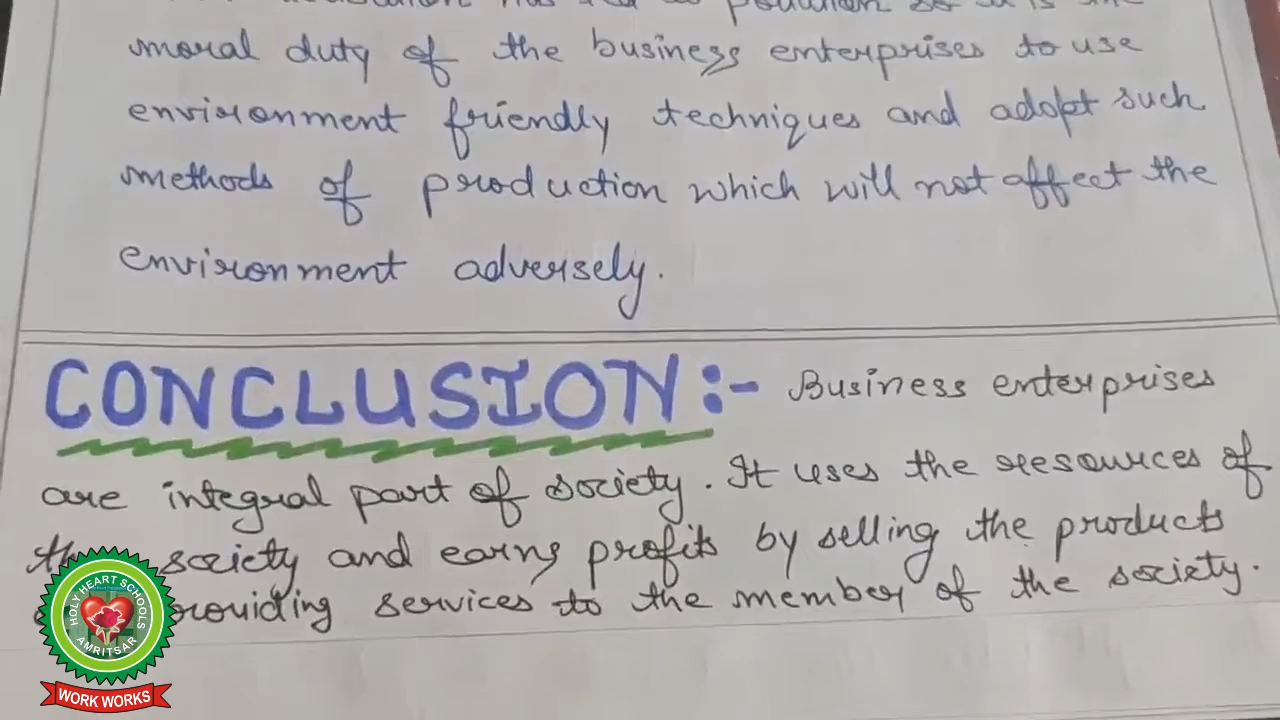 moral duty of the business enterprises to use
environment friendly techniques and adopt such
methods of production which will not affect the
environment adversely.
CONCLUSION:- Business enterprises
are integral part of society. It uses the resources of
the society and earns profits by selling the products
providing services to the member of the society.
HOLY HEART SCHOOLS
AMRITSAR
WORK WORKS